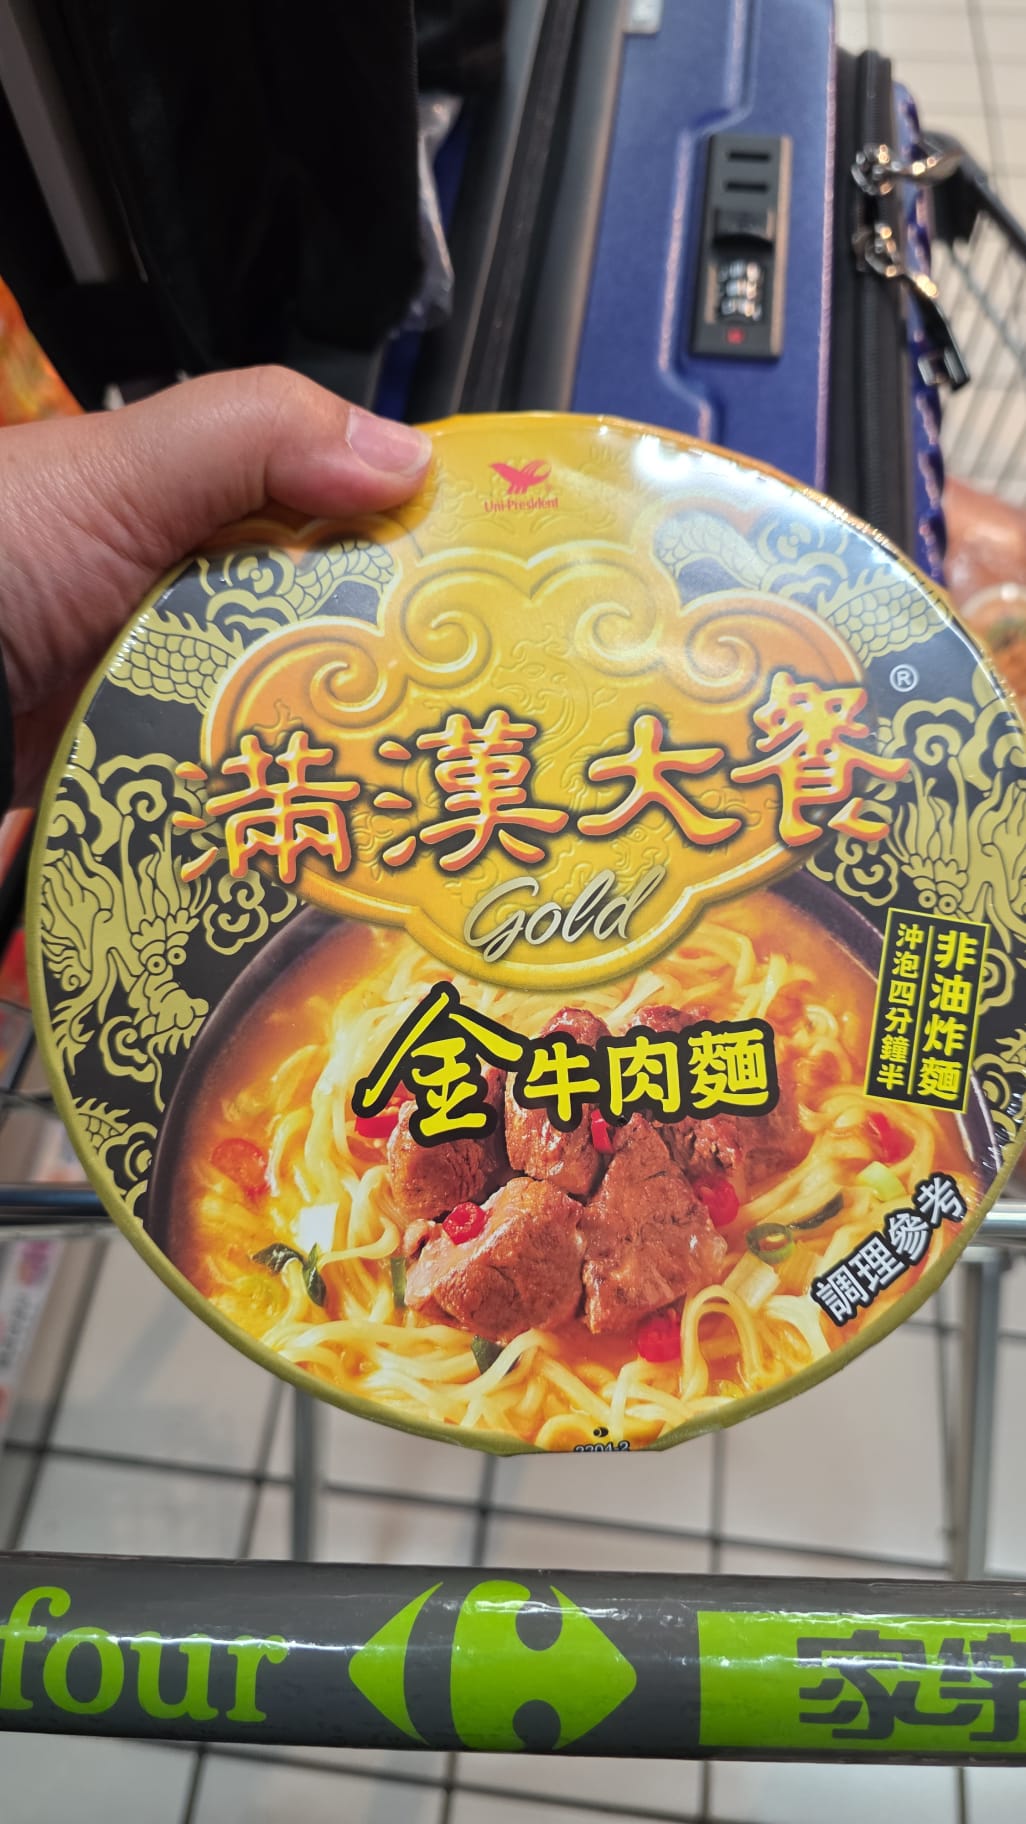 Uni-President
®
滿漢大餐
Gold
金牛肉麵
非油炸麵
沖泡四分鐘半
調理參考
four
家樂